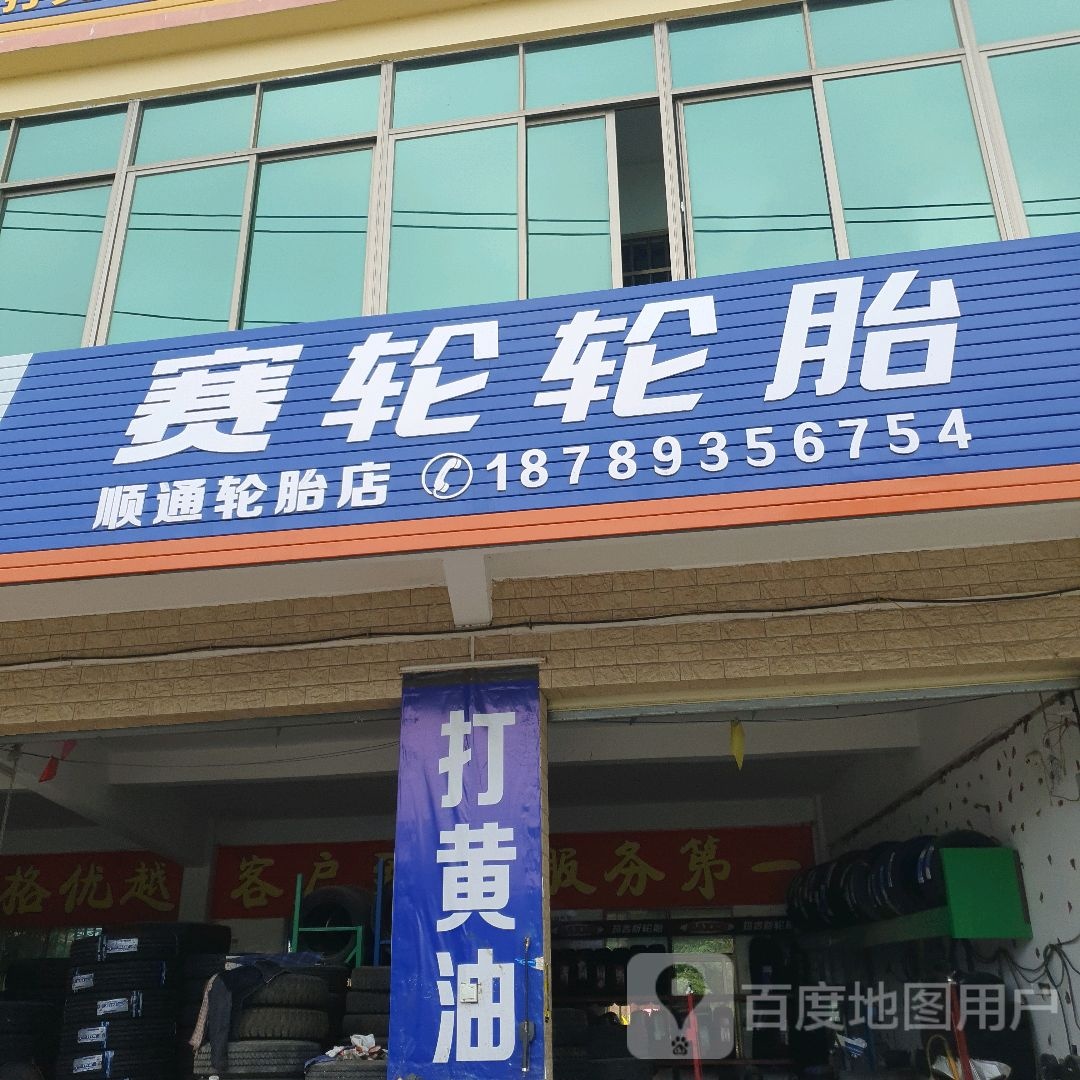 赛轮轮胎
顺通轮胎店 18789356754
打黄油
格优越
客户 服务第一
百度地图用户